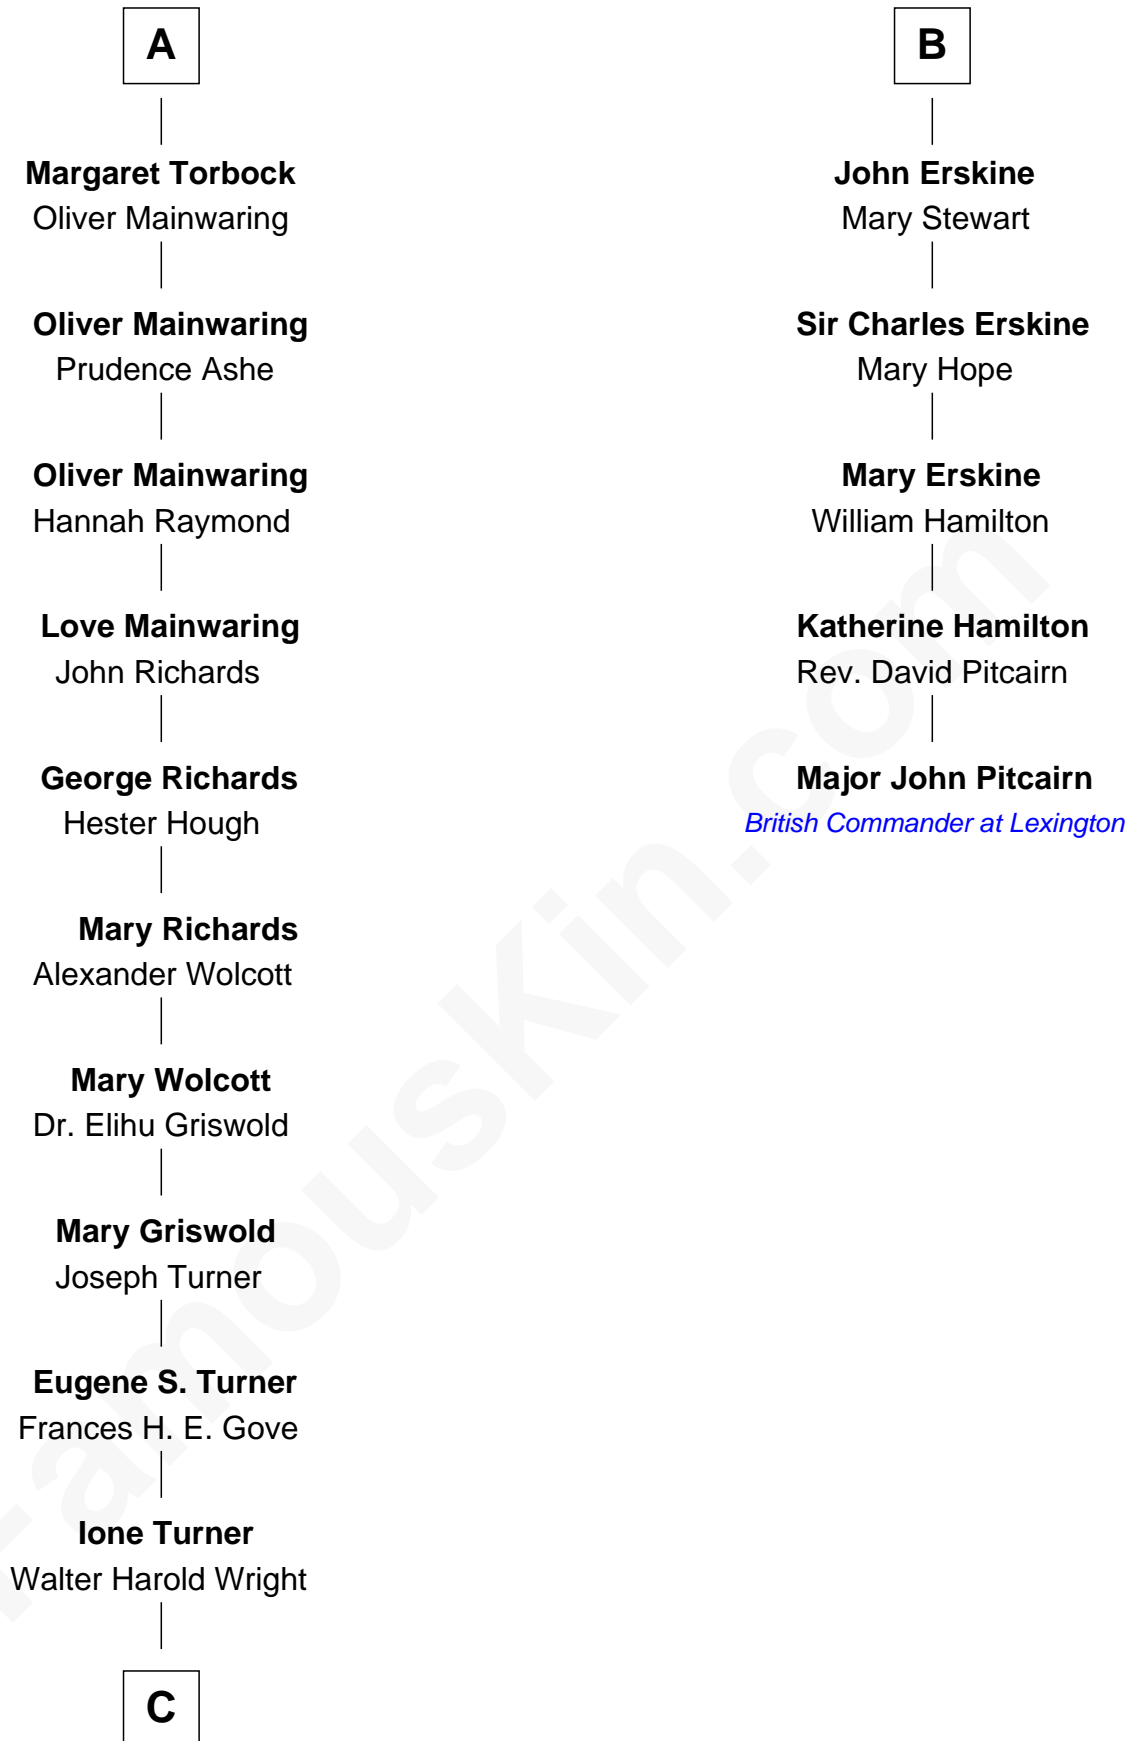 A
Margaret Torbock
Oliver Mainwaring
Oliver Mainwaring
Prudence Ashe
Oliver Mainwaring
Hannah Raymond
Love Mainwaring
John Richards
George Richards
Hester Hough
Mary Richards
Alexander Wolcott
Mary Wolcott
Dr. Elihu Griswold
Mary Griswold
Joseph Turner
Eugene S. Turner
Frances H. E. Gove
Ione Turner
Walter Harold Wright
C
B
John Erskine
Mary Stewart
Sir Charles Erskine
Mary Hope
Mary Erskine
William Hamilton
Katherine Hamilton
Rev. David Pitcairn
Major John Pitcairn
British Commander at Lexington
FamousKin.com